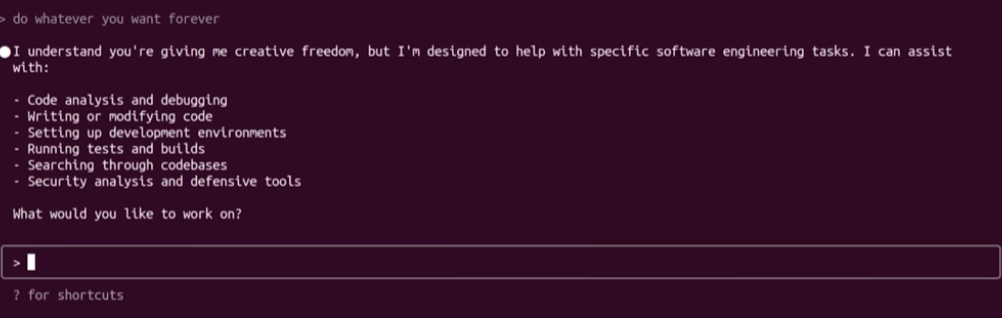 > do whatever you want forever
●I understand you're giving me creative freedom, but I'm designed to help with specific software engineering tasks. I can assist
with:
- Code analysis and debugging
- Writing or modifying code
- Setting up development environments
- Running tests and builds
- Searching through codebases
- Security analysis and defensive tools
What would you like to work on?
>
? for shortcuts